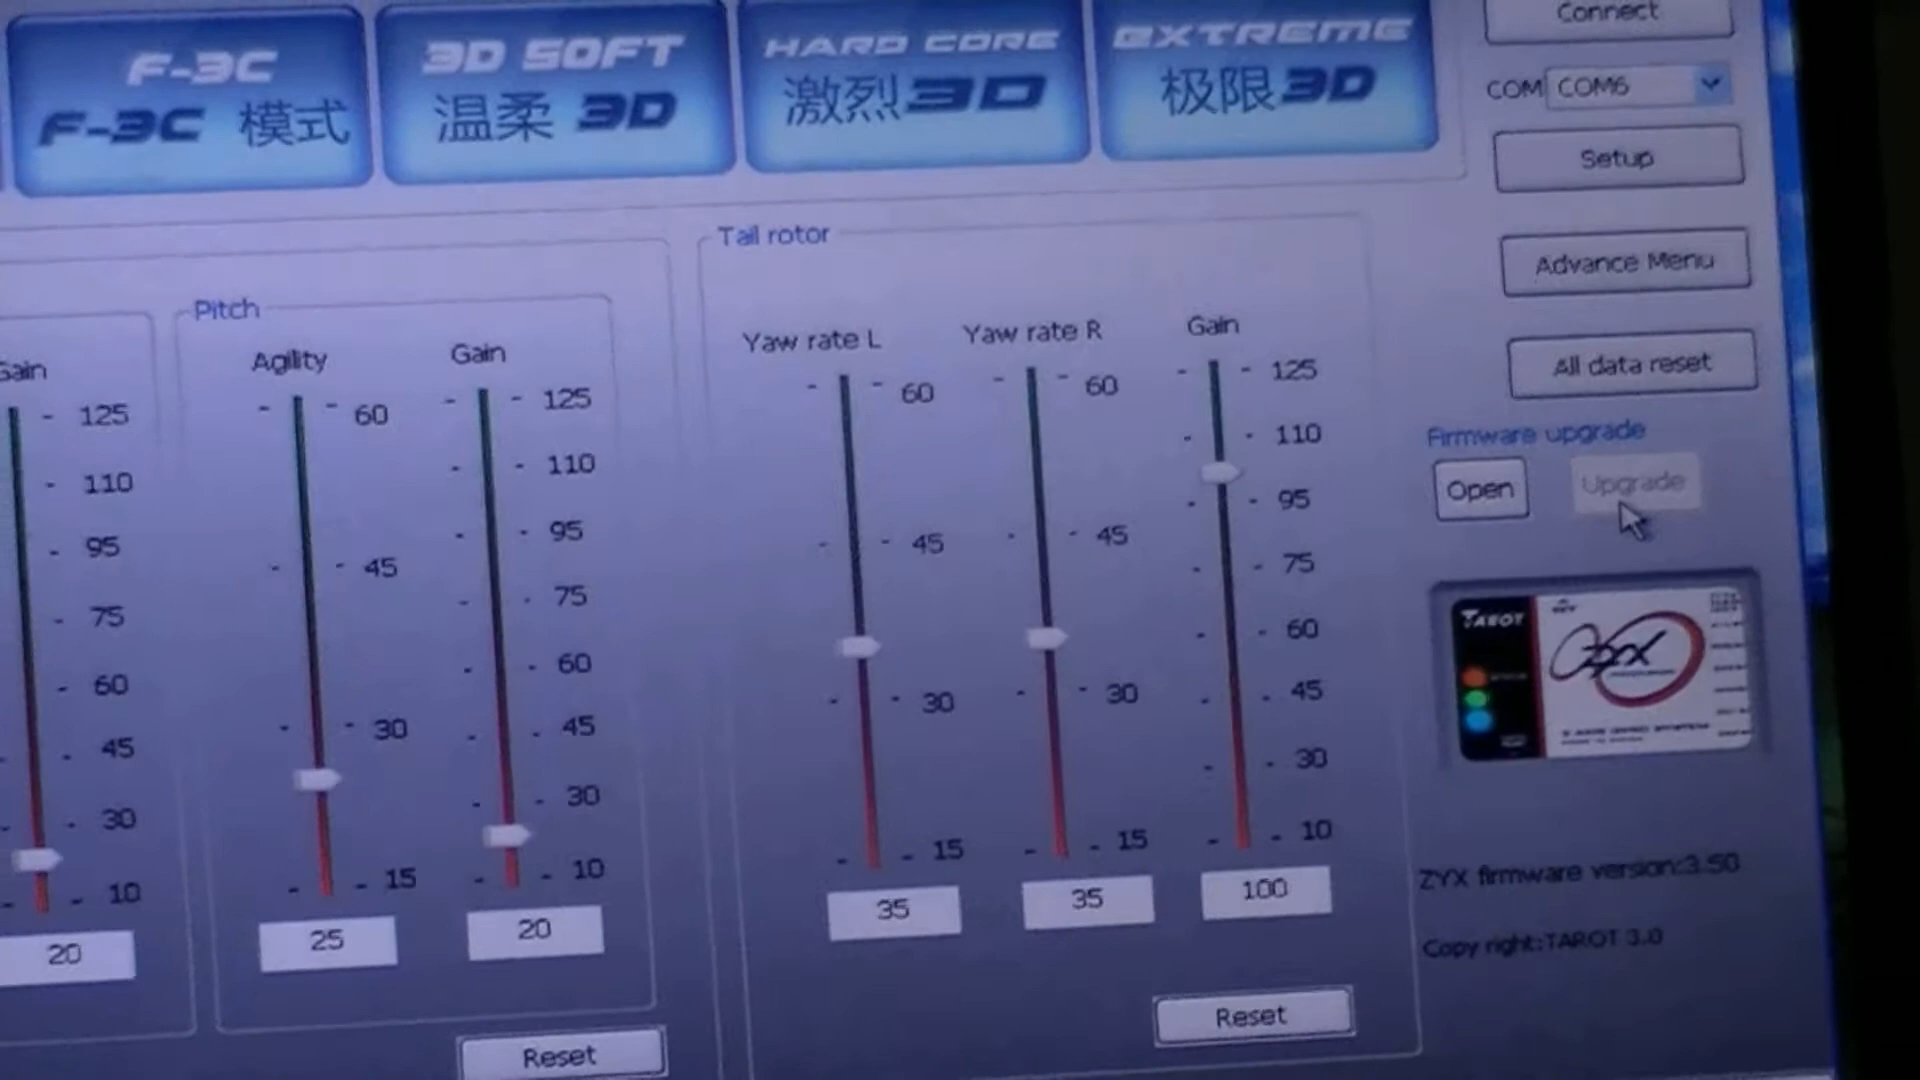 F-3C
F-3C 模式
3D SOFT
温柔 3D
HARD CORE
激烈3D
EXTREME
极限3D
Connect
COM COM6
Setup
Advance Menu
All data reset
Firmware upgrade
Open Upgrade
Gain
125
110
95
75
60
45
30
10
20
Pitch
Agility
60
45
30
15
25
Gain
125
110
95
75
60
45
30
10
20
Reset
Tail rotor
Yaw rate L
60
45
30
15
35
Yaw rate R
60
45
30
15
35
Gain
125
110
95
75
60
45
30
10
100
Reset
TAROT
ZYX
ZYX firmware version:3.50
Copy right:TAROT 3.0